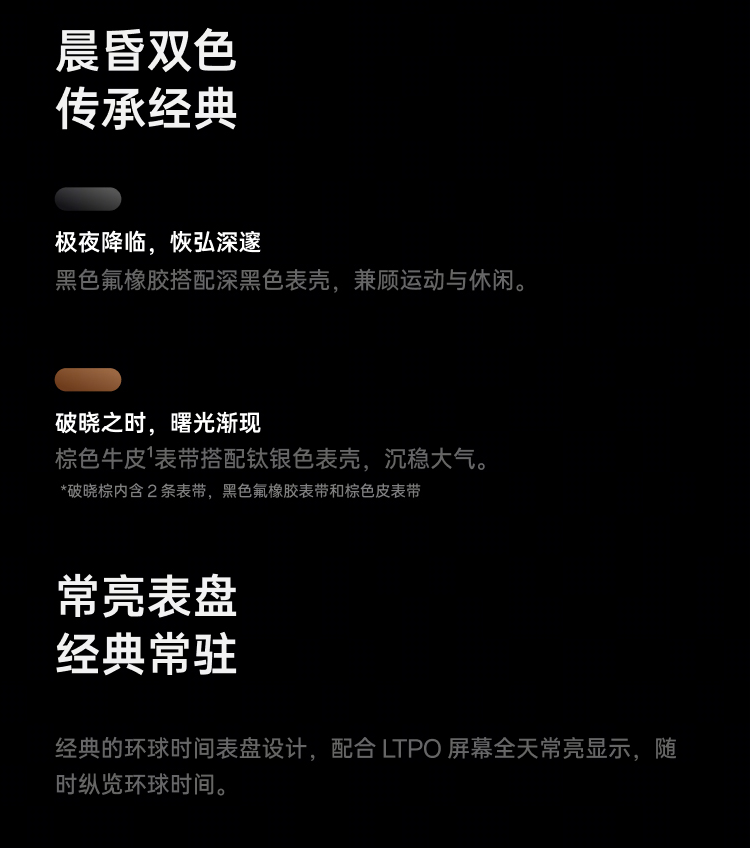 晨昏双色
传承经典
极夜降临，恢弘深邃
黑色氟橡胶搭配深黑色表壳，兼顾运动与休闲。
破晓之时，曙光渐现
棕色牛皮¹表带搭配钛银色表壳，沉稳大气。
*破晓棕内含 2 条表带，黑色氟橡胶表带和棕色皮表带
常亮表盘
经典常驻
经典的环球时间表盘设计，配合 LTPO 屏幕全天常亮显示，随
时纵览环球时间。